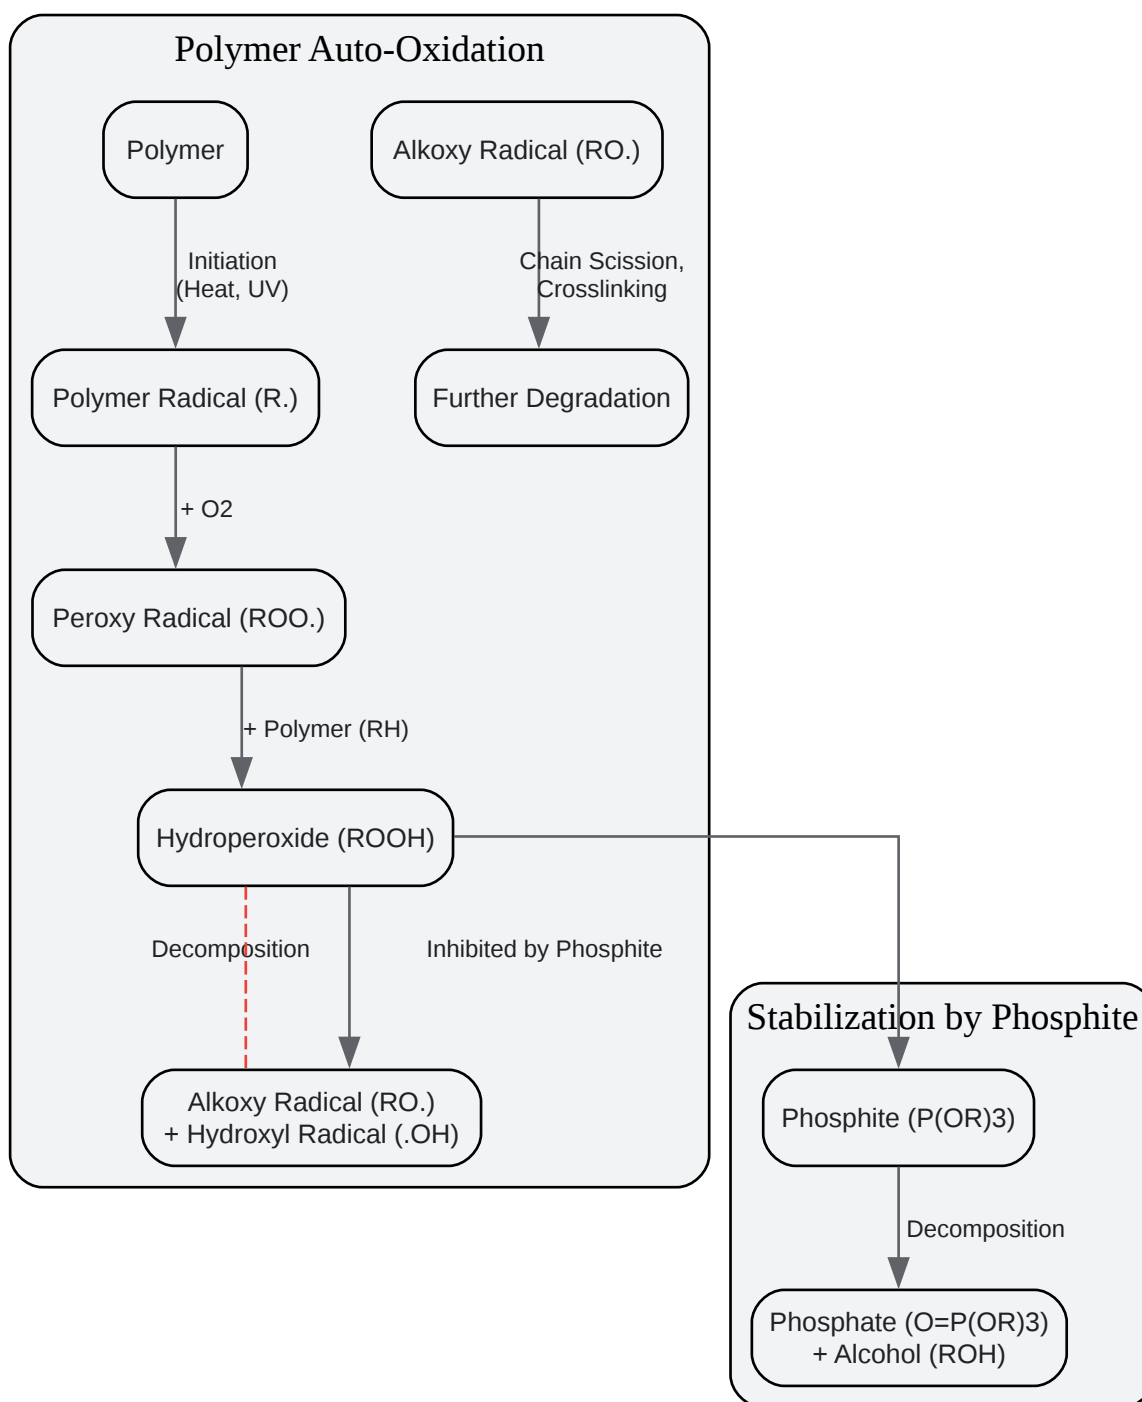 Polymer Auto-Oxidation
Polymer
Alkoxy Radical (RO.)
Initiation
(Heat, UV)
Chain Scission,
Crosslinking
Polymer Radical (R.)
Further Degradation
+ O2
Peroxy Radical (ROO.)
+ Polymer (RH)
Hydroperoxide (ROOH)
Decomposition
Inhibited by Phosphite
Alkoxy Radical (RO.)
+ Hydroxyl Radical (.OH)
Stabilization by Phosphite
Phosphite (P(OR)3)
Decomposition
Phosphate (O=P(OR)3)
+ Alcohol (ROH)